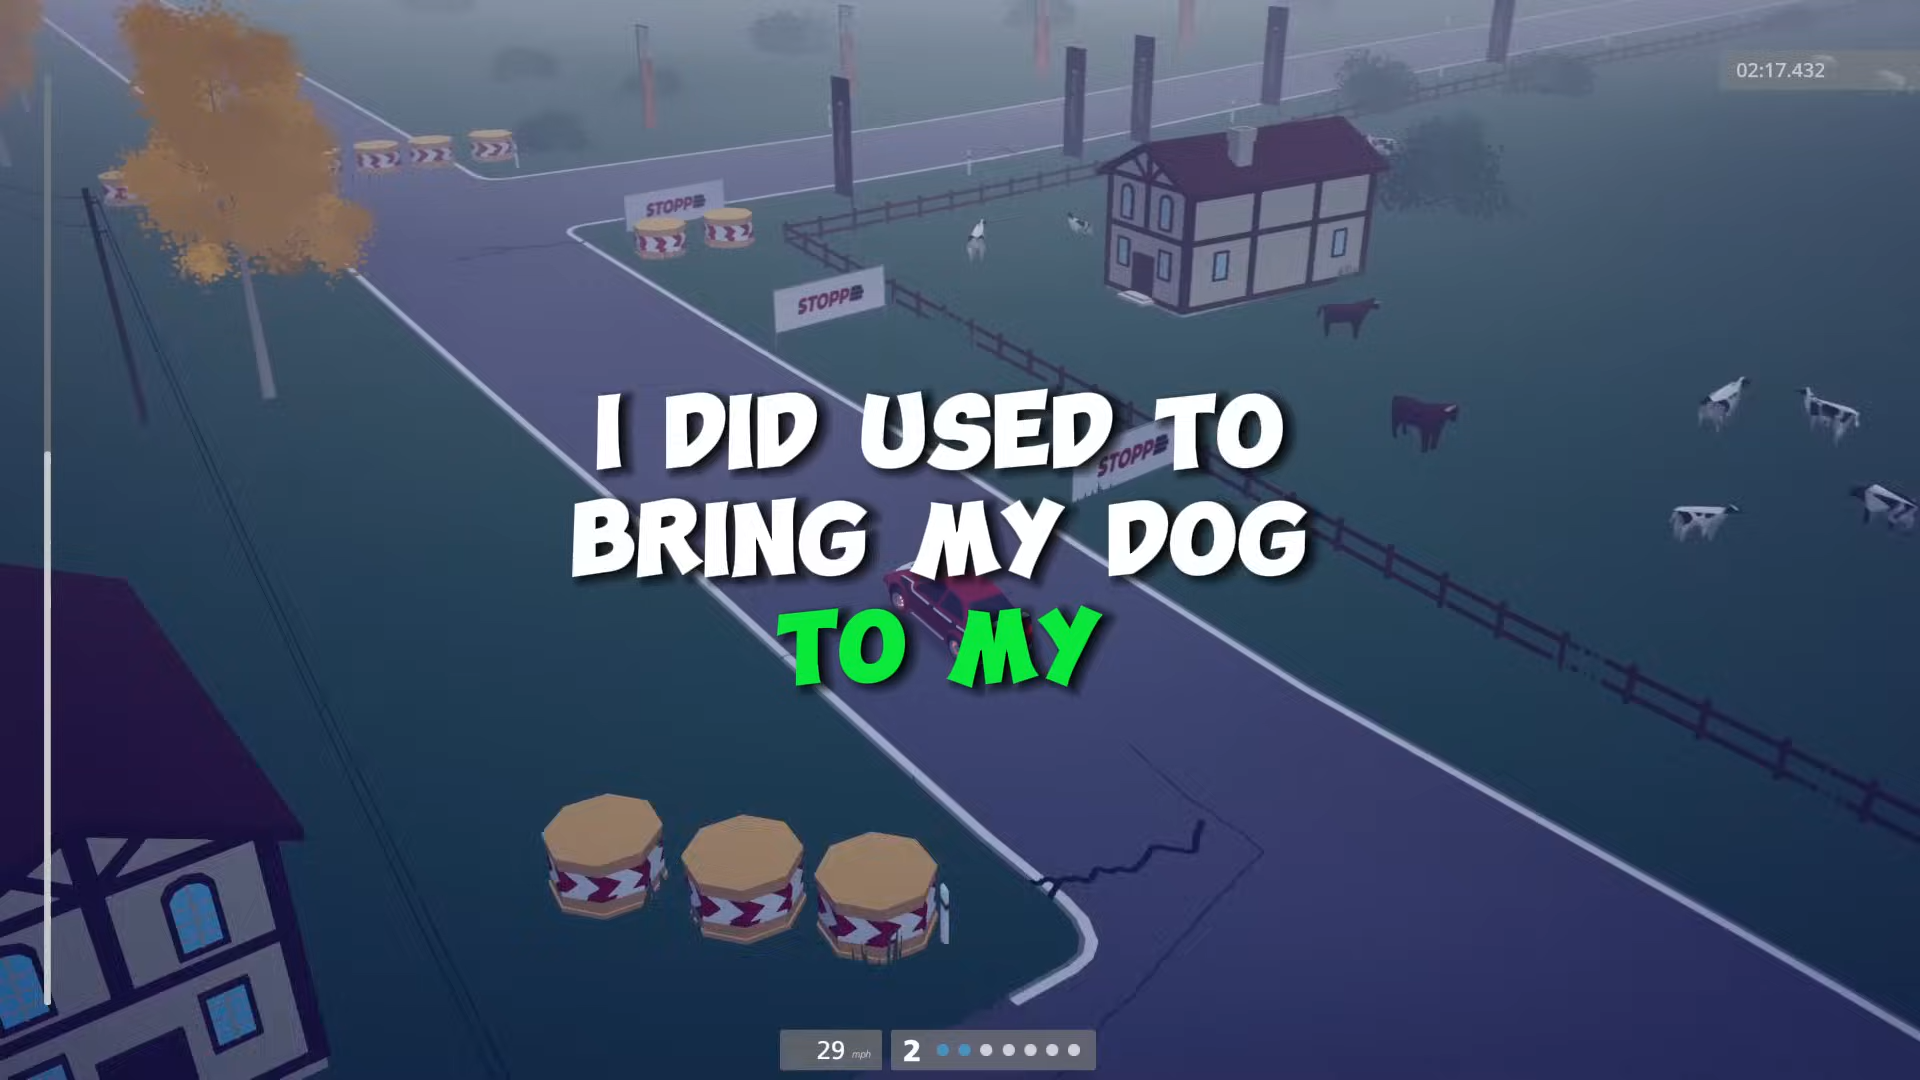 02:17.432
STOPP
STOPP
I DID USED TO
STOPP
BRING MY DOG
TO MY
29 mph 2